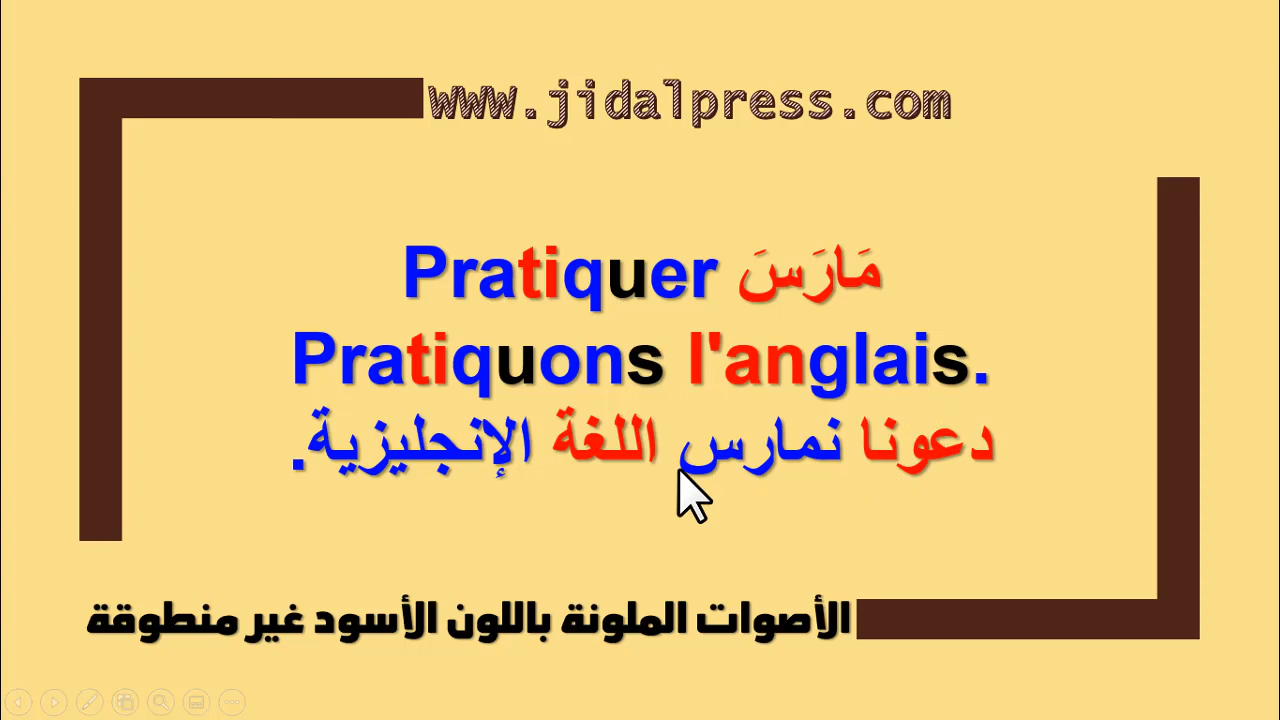 www.jidalpress.com
Pratiquer مَارَسَ
Pratiquons l'anglais.
دعونا نمارس اللغة الإنجليزية.
الأصوات الملونة باللون الأسود غير منطوقة